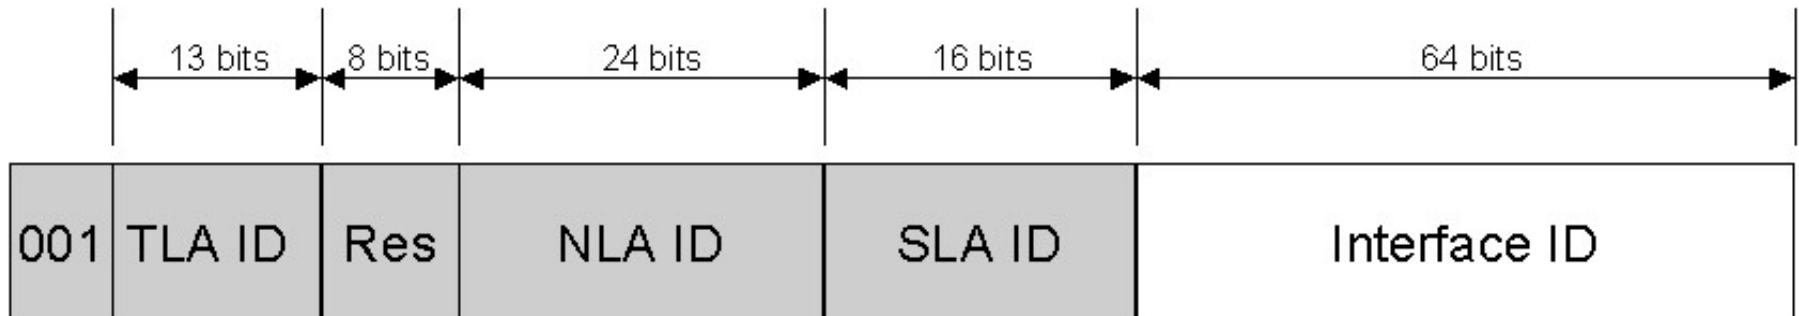 13 bits 8 bits 24 bits 16 bits 64 bits
001 TLA ID Res NLA ID SLA ID Interface ID